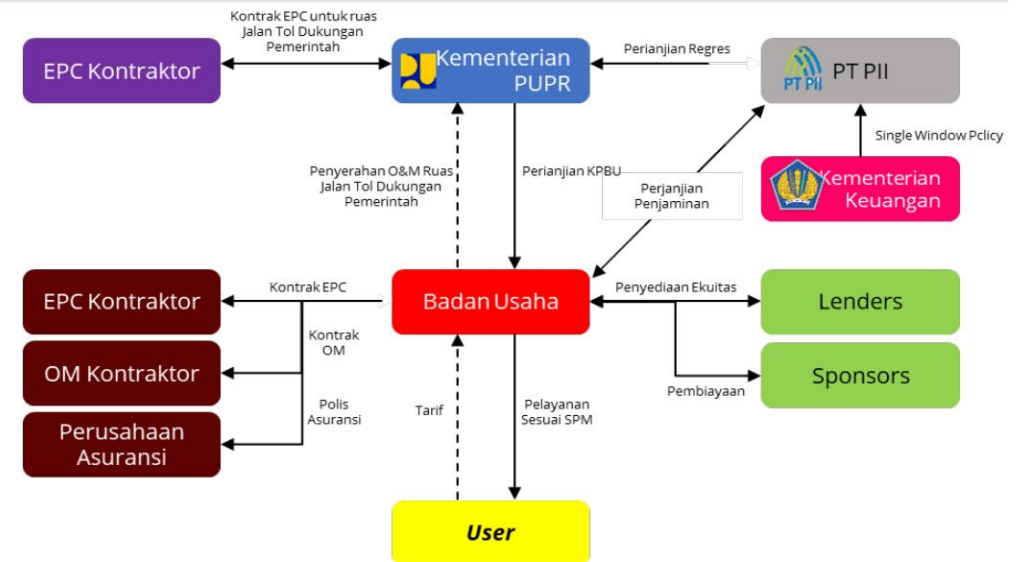 Kontrak EPC untuk ruas
Jalan Tol Dukungan
Pemerintah
EPC Kontraktor
Kementerian
PUPR
Perianjian Regres
PT PII
PT PII
Single Window Pclicy
Penyerahan O&M Ruas
Jalan Tol Dukungan
Pemerintah
Perianjian KPBU
Perjanjian
Penjaminan
Kementerian
Keuangan
EPC Kontraktor
Kontrak EPC
Badan Usaha
Penyediaan Ekuitas
Lenders
Kontrak
OM
OM Kontraktor
Pembiayaan
Sponsors
Polis
Asuransi
Tarif
Pelayanan
Sesuai SPM
Perusahaan
Asuransi
User